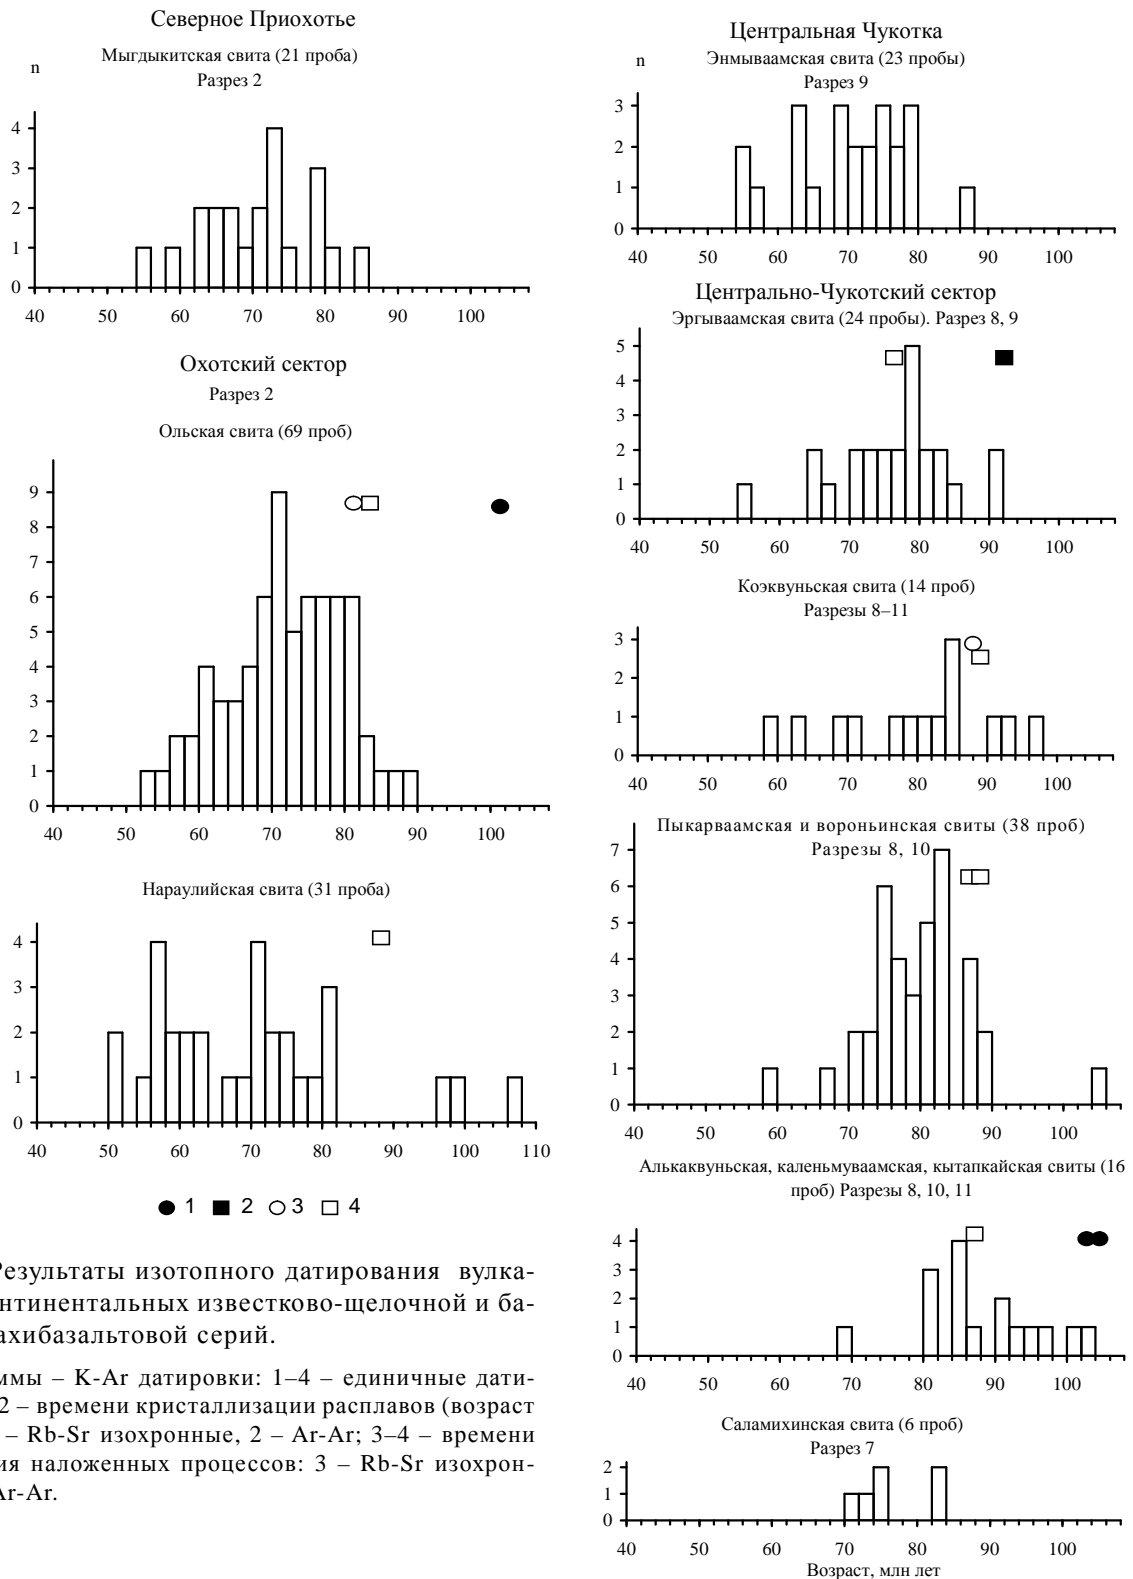 Северное Приохотье
Мыгдыкитская свита (21 проба)
Разрез 2
n
4
3
2
1
0
40 50 60 70 80 90 100
Охотский сектор
Разрез 2
Ольская свита (69 проб)
9
8
7
6
5
4
3
2
1
0
40 50 60 70 80 90 100
Нараулийская свита (31 проба)
4
3
2
1
0
40 50 60 70 80 90 100 110
1 2 3 4
Результаты изотопного датирования вулка-
нтинентальных известково-щелочной и ба-
ахибазальтовой серий.
ммы – K-Ar датировки: 1–4 – единичные дати-
2 – времени кристаллизации расплавов (возраст
– Rb-Sr изохронные, 2 – Ar-Ar; 3–4 – времени
ия наложенных процессов: 3 – Rb-Sr изохрон-
Ar-Ar.
Центральная Чукотка
Энмываамская свита (23 пробы)
n
Разрез 9
3
2
1
0
40 50 60 70 80 90 100
Центрально-Чукотский сектор
Эргываамская свита (24 пробы). Разрез 8, 9
5
4
3
2
1
0
40 50 60 70 80 90 100
Коэквуньская свита (14 проб)
Разрезы 8–11
3
2
1
0
40 50 60 70 80 90 100
Пыкарваамская и вороньинская свиты (38 проб)
Разрезы 8, 10
7
6
5
4
3
2
1
0
40 50 60 70 80 90 100
Алькаквуньская, каленьмуваамская, кытапкайская свиты (16
проб) Разрезы 8, 10, 11
4
3
2
1
0
40 50 60 70 80 90 100
Саламихинская свита (6 проб)
Разрез 7
2
1
0
40 50 60 70 80 90 100
Возраст, млн лет